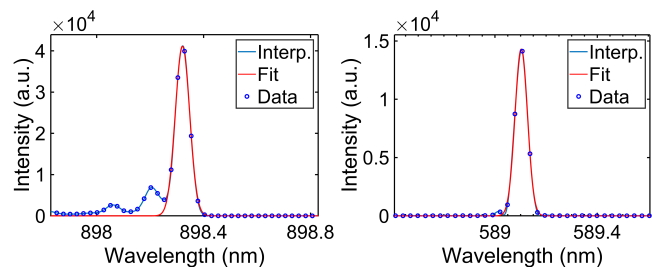 ×10⁴
4
3
2
1
0
Intensity (a.u.)
Interp.
Fit
Data
898
898.4
898.8
Wavelength (nm)
×10⁴
1.5
1
0.5
0
Intensity (a.u.)
Interp.
Fit
Data
589
589.4
Wavelength (nm)